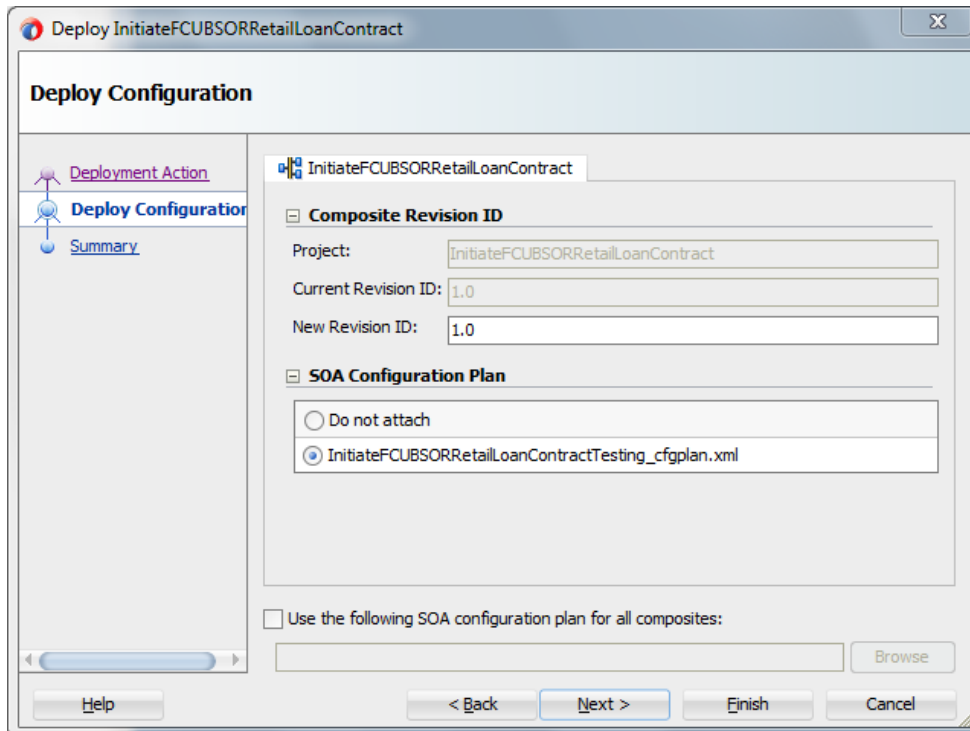 Deploy InitiateFCUBSORRetailLoanContract
Deploy Configuration
Deployment Action
Deploy Configuration
Summary
InitiateFCUBSORRetailLoanContract
Composite Revision ID
Project: InitiateFCUBSORRetailLoanContract
Current Revision ID: 1.0
New Revision ID: 1.0
SOA Configuration Plan
Do not attach
InitiateFCUBSORRetailLoanContractTesting_cfgplan.xml
Use the following SOA configuration plan for all composites:
Browse
Help < Back Next > Finish Cancel